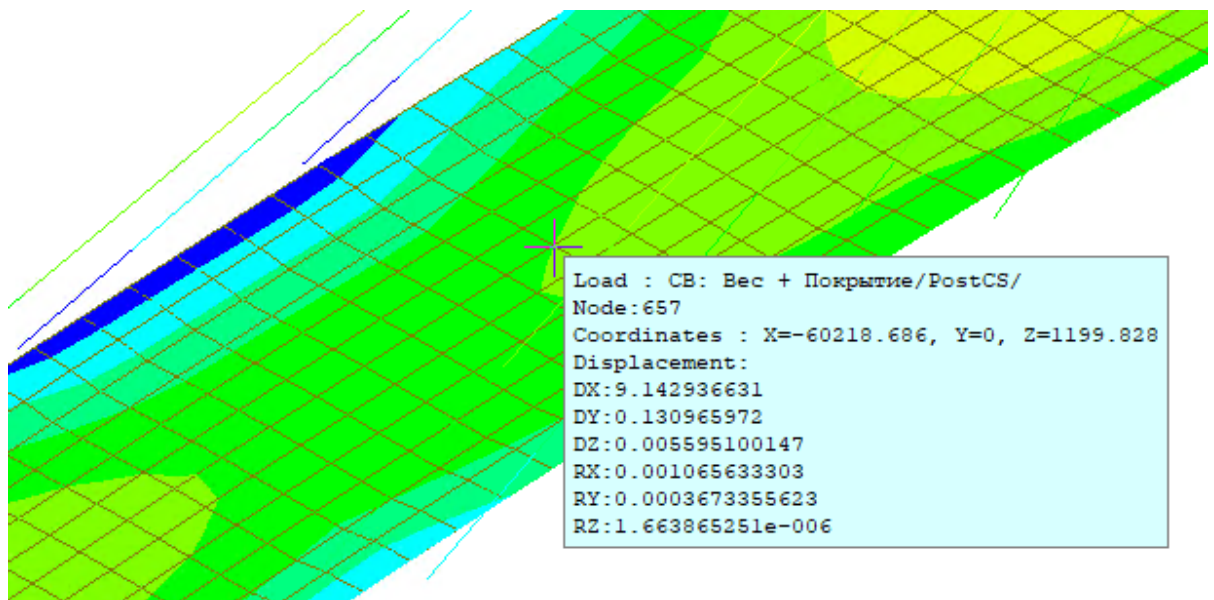 Load : CB: Вес + Покрытие/PostCS/
Node:657
Coordinates : X=-60218.686, Y=0, Z=1199.828
Displacement:
DX:9.142936631
DY:0.130965972
DZ:0.005595100147
RX:0.001065633303
RY:0.0003673355623
RZ:1.663865251e-006